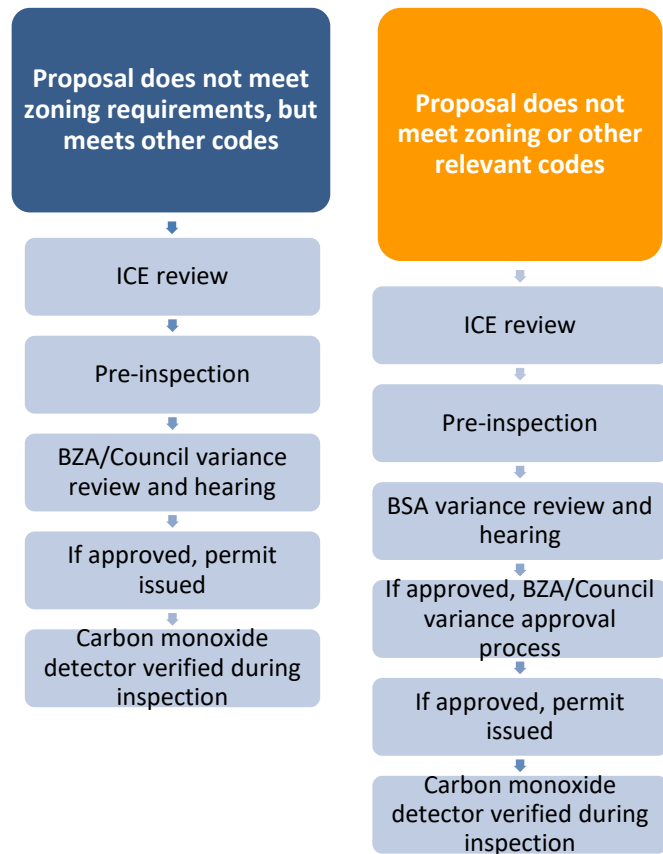 Proposal does not meet
zoning requirements, but
meets other codes
ICE review
Pre-inspection
BZA/Council variance
review and hearing
If approved, permit
issued
Carbon monoxide
detector verified during
inspection
Proposal does not
meet zoning or other
relevant codes
ICE review
Pre-inspection
BSA variance review and
hearing
If approved, BZA/Council
variance approval
process
If approved, permit
issued
Carbon monoxide
detector verified during
inspection